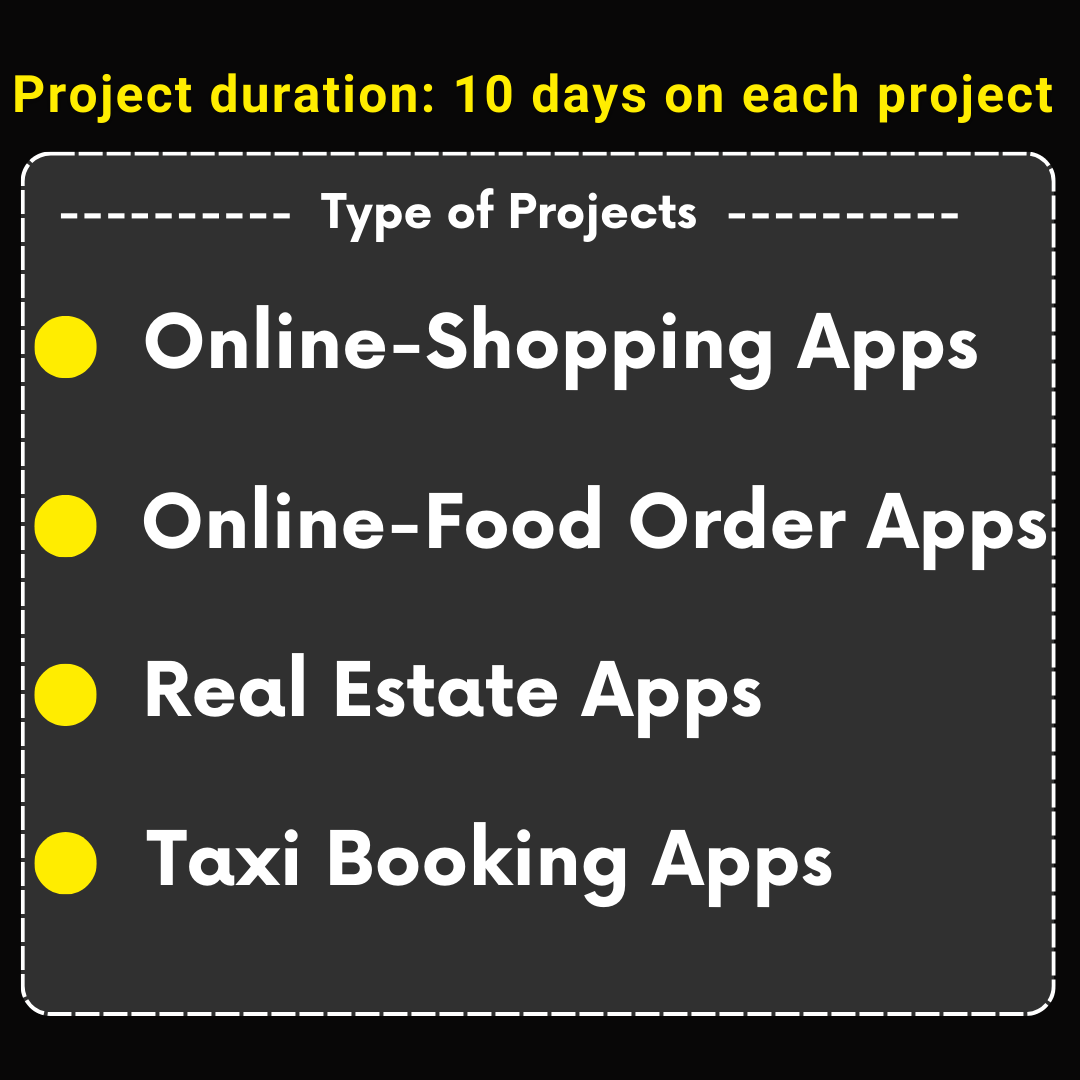 Project duration: 10 days on each project
---------- Type of Projects ----------
Online-Shopping Apps
Online-Food Order Apps
Real Estate Apps
Taxi Booking Apps